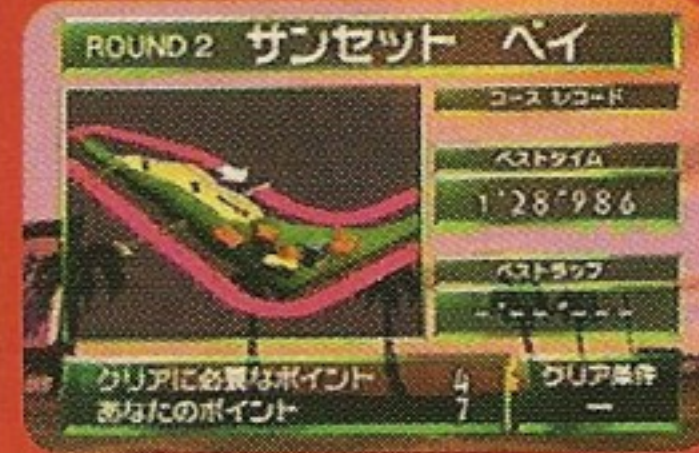 ROUND 2 サンセット ベイ
コース レコード
ベストタイム
1'28"986
ベストラップ
-'--"---
クリアに必要なポイント 4
あなたのポイント 7
クリア条件
ー